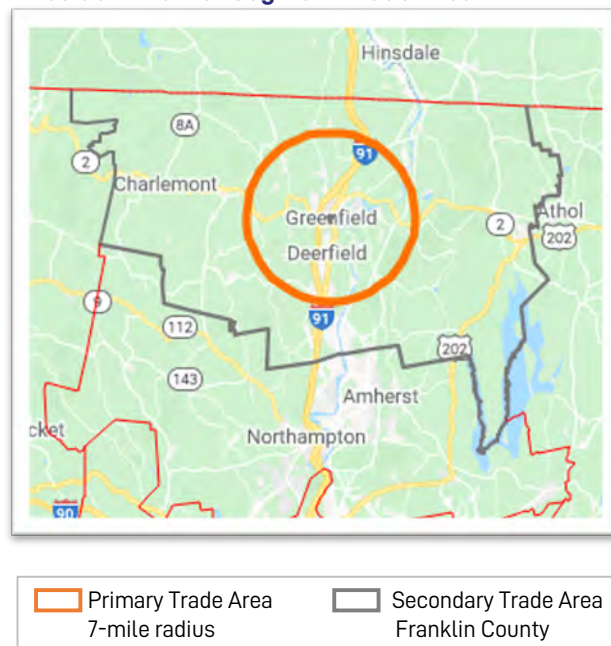 Hinsdale
8A
91
2
Charlemont
Greenfield
2
Athol
202
Deerfield
9
91
112
202
143
Amherst
cket
Northampton
90
Primary Trade Area
7-mile radius
Secondary Trade Area
Franklin County